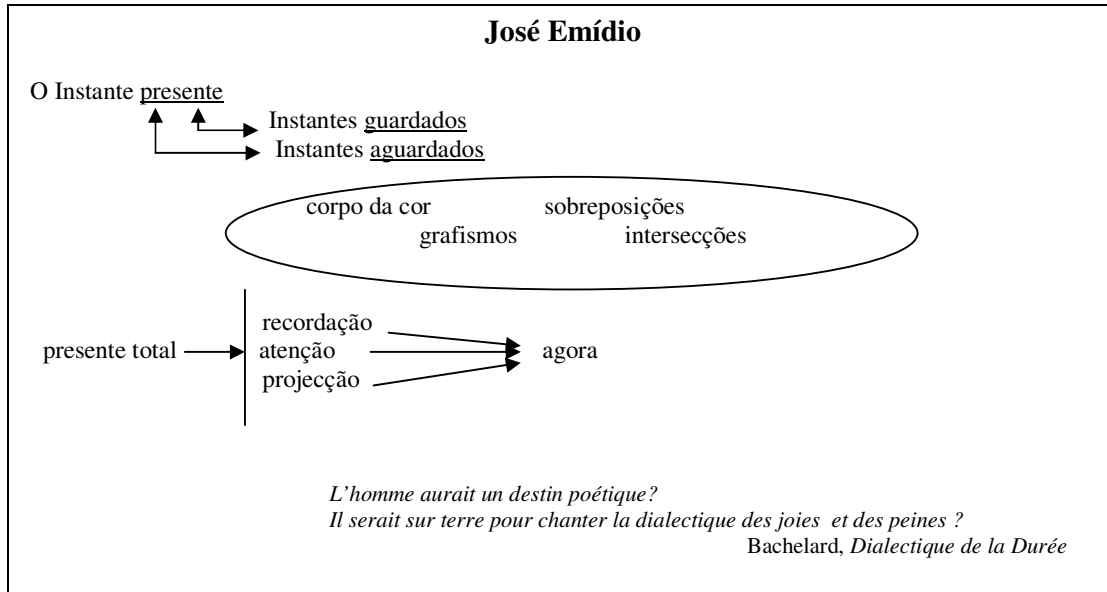 José Emídio
O Instante presente
Instantes guardados
Instantes aguardados
corpo da cor sobreposições
grafismos intersecções
recordação
presente total atenção agora
projecção
L’homme aurait un destin poétique?
Il serait sur terre pour chanter la dialectique des joies et des peines ?
Bachelard, Dialectique de la Durée